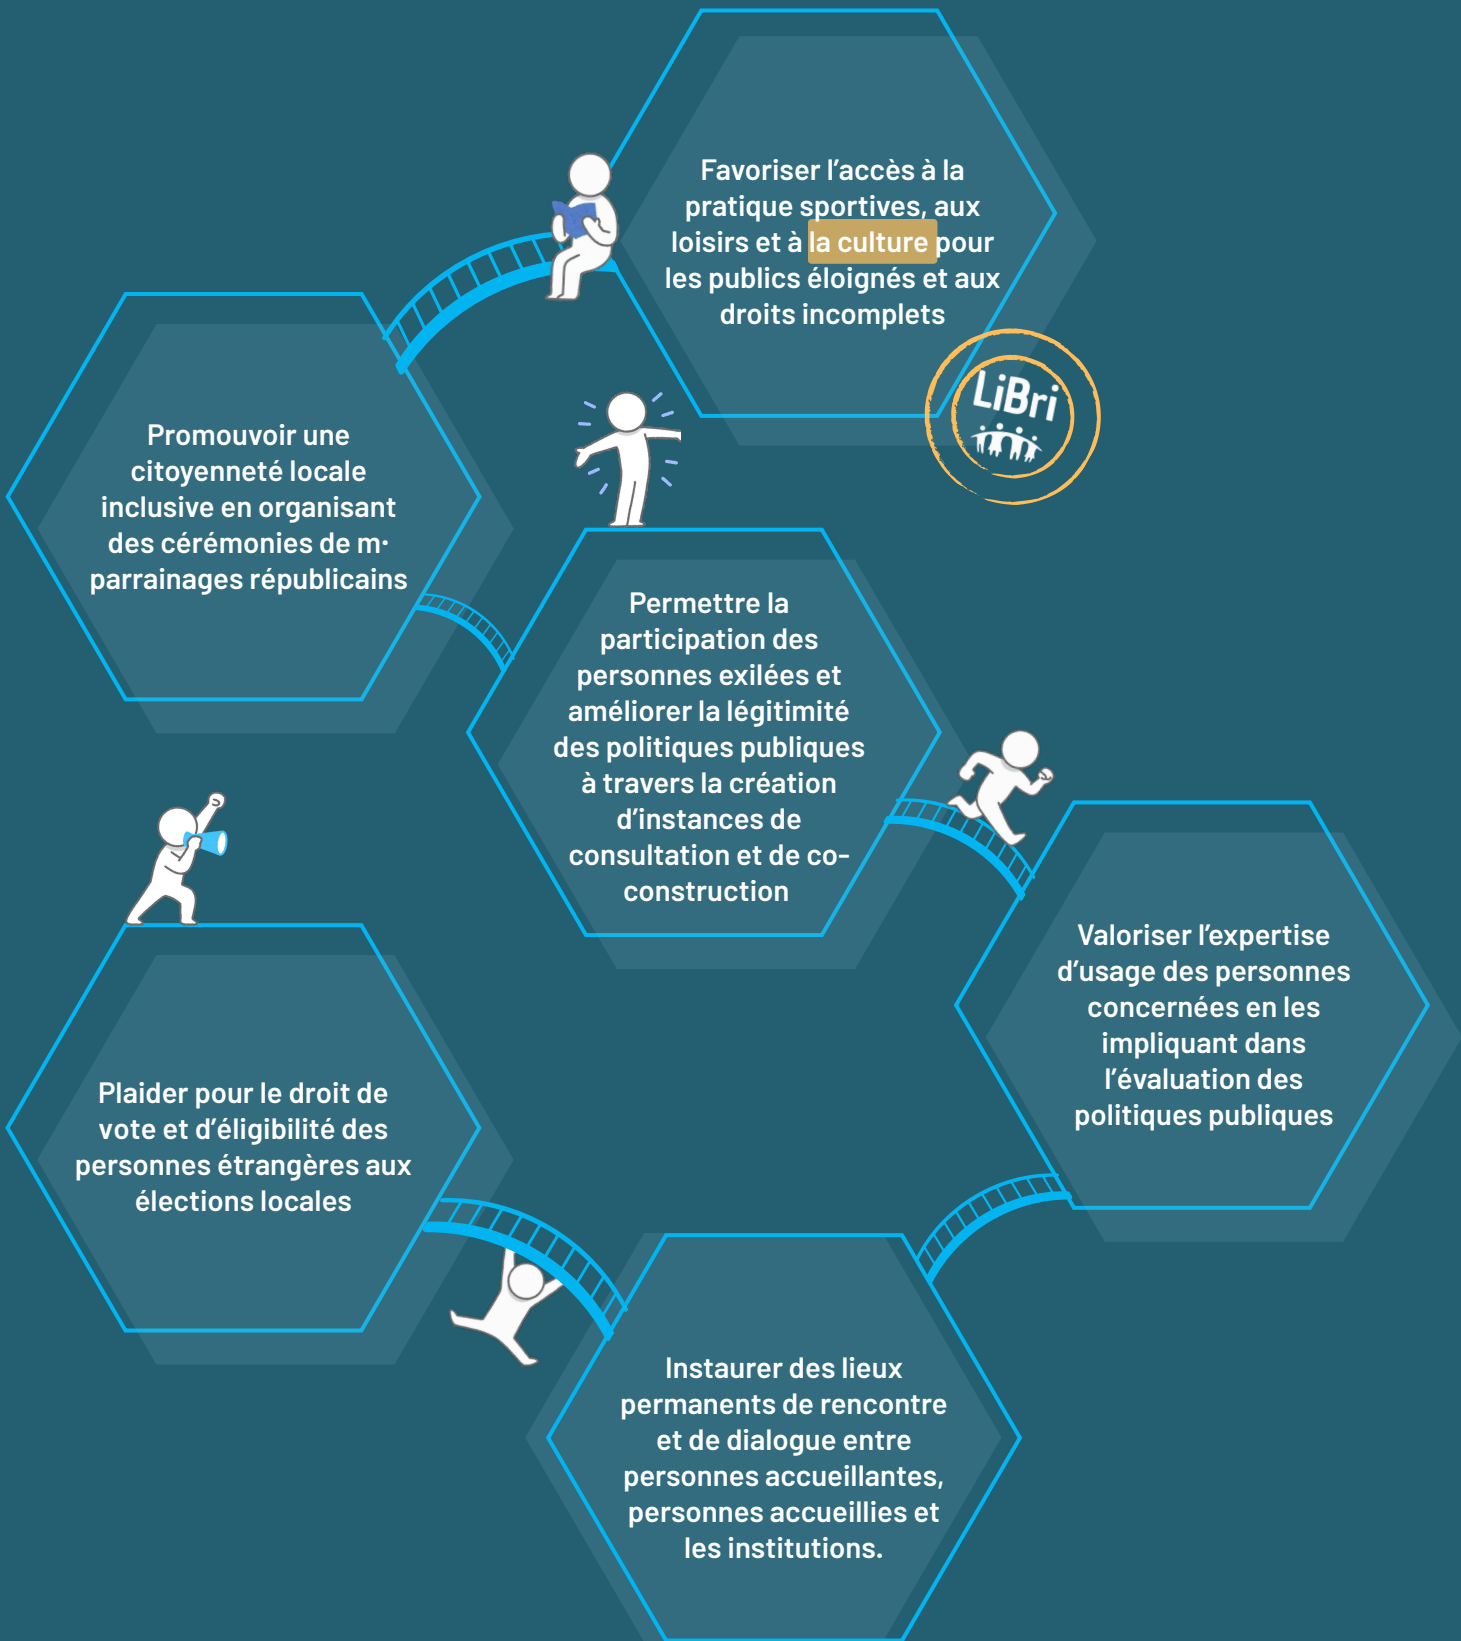 Favoriser l'accès à la
pratique sportives, aux
loisirs et à la culture pour
les publics éloignés et aux
droits incomplets
LiBri
Promouvoir une
citoyenneté locale
inclusive en organisant
des cérémonies de m·
parrainages républicains
Permettre la
participation des
personnes exilées et
améliorer la légitimité
des politiques publiques
à travers la création
d'instances de
consultation et de co-
construction
Valoriser l'expertise
d'usage des personnes
concernées en les
impliquant dans
l'évaluation des
politiques publiques
Plaider pour le droit de
vote et d'éligibilité des
personnes étrangères aux
élections locales
Instaurer des lieux
permanents de rencontre
et de dialogue entre
personnes accueillantes,
personnes accueillies et
les institutions.